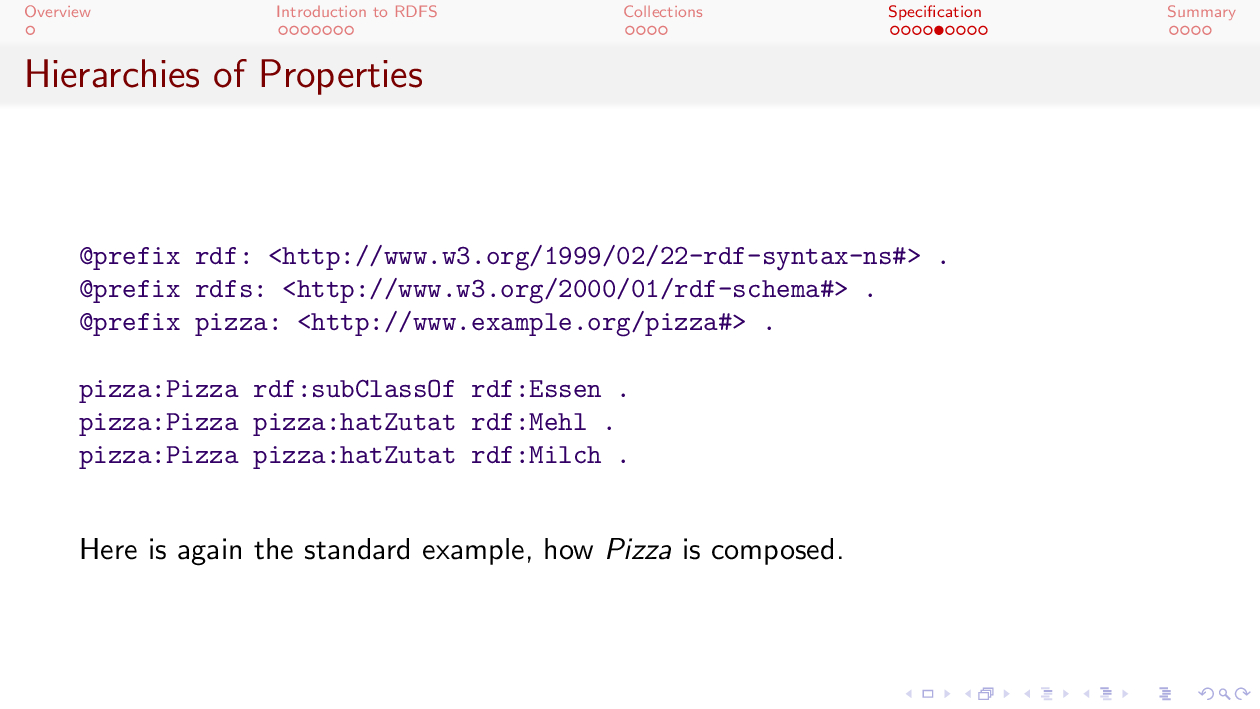 Overview
Introduction to RDFS
Collections
Specification
Summary
Hierarchies of Properties
@prefix rdf: <http://www.w3.org/1999/02/22-rdf-syntax-ns#> .
@prefix rdfs: <http://www.w3.org/2000/01/rdf-schema#> .
@prefix pizza: <http://www.example.org/pizza#> .
pizza:Pizza rdf:subClassOf rdf:Essen .
pizza:Pizza pizza:hatZutat rdf:Mehl .
pizza:Pizza pizza:hatZutat rdf:Milch .
Here is again the standard example, how Pizza is composed.